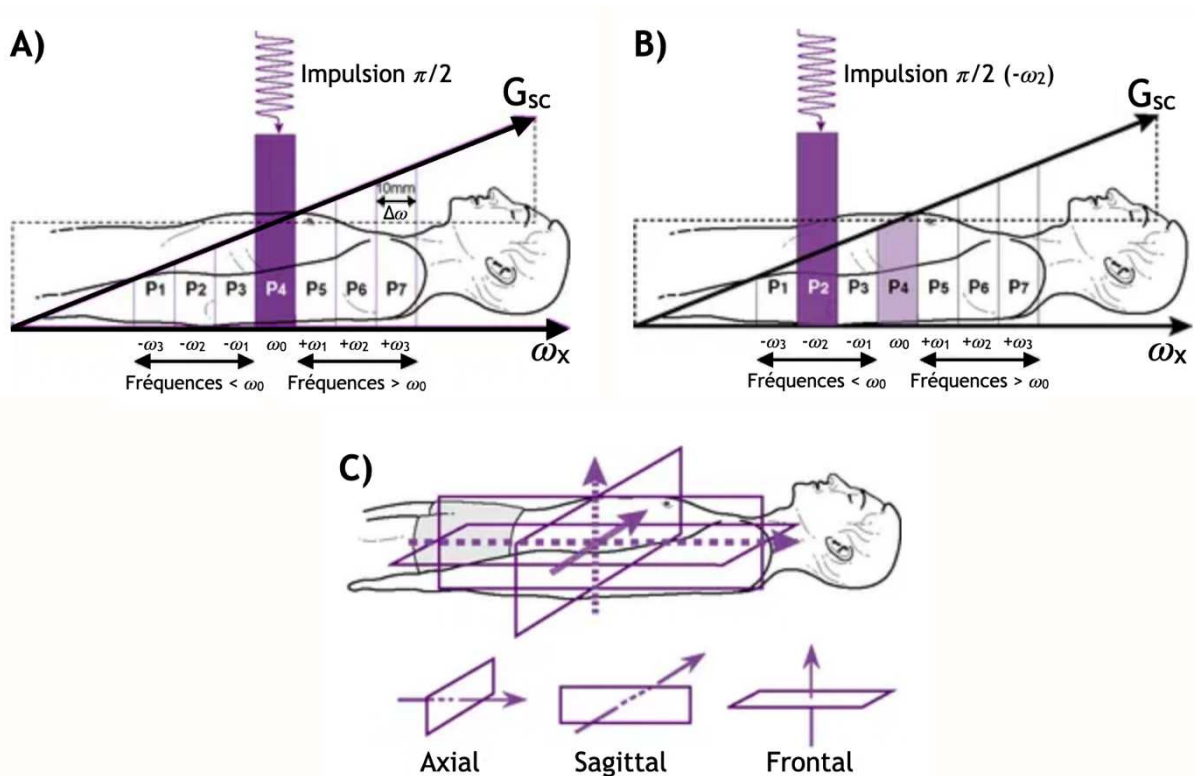 A)
Impulsion π/2
G_SC
10mm
Δω
P1 P2 P3 P4 P5 P6 P7
-ω3 -ω2 -ω1 ω0 +ω1 +ω2 +ω3
ωX
Fréquences < ω0 Fréquences > ω0
B)
Impulsion π/2 (-ω2)
G_SC
P1 P2 P3 P4 P5 P6 P7
-ω3 -ω2 -ω1 ω0 +ω1 +ω2 +ω3
ωX
Fréquences < ω0 Fréquences > ω0
C)
Axial Sagittal Frontal